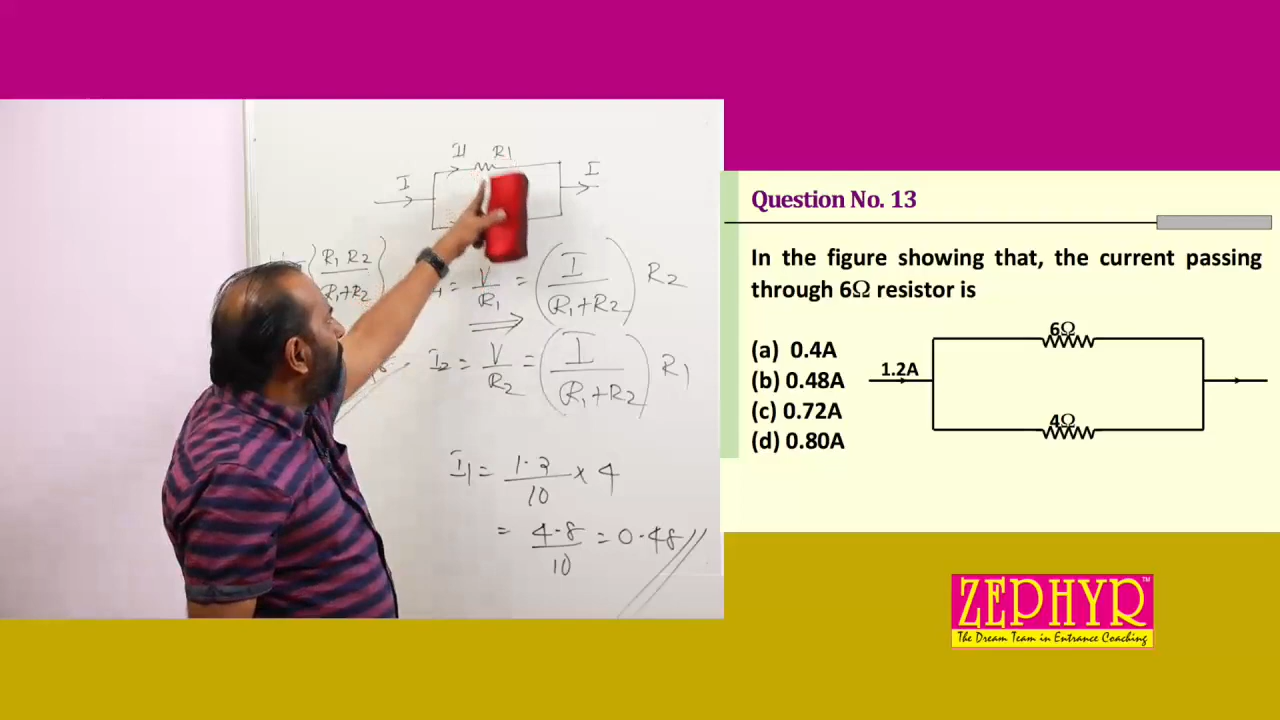 I1 R1
I I
R1 R2
R1+R2
= V/R1 = (I/(R1+R2)) R2
I2 = V/R2 = (I/(R1+R2)) R1
I1 = 1.2/10 x 4
= 4.8/10 = 0.48//
Question No. 13
In the figure showing that, the current passing
through 6Ω resistor is
(a) 0.4A
(b) 0.48A
(c) 0.72A
(d) 0.80A
6Ω
1.2A
4Ω
ZEPHYR™
The Dream Team in Entrance Coaching